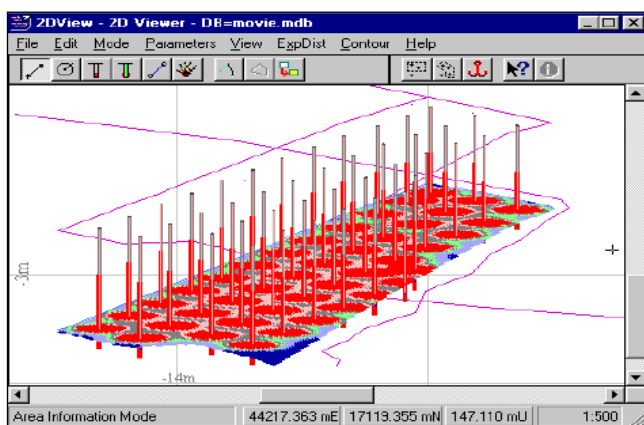 2DView - 2D Viewer - DB=movie.mdb
File Edit Mode Parameters View ExpDist Contour Help
-3m
-14m
Area Information Mode 44217.363 mE 17119.355 mN 147.110 mU 1:500